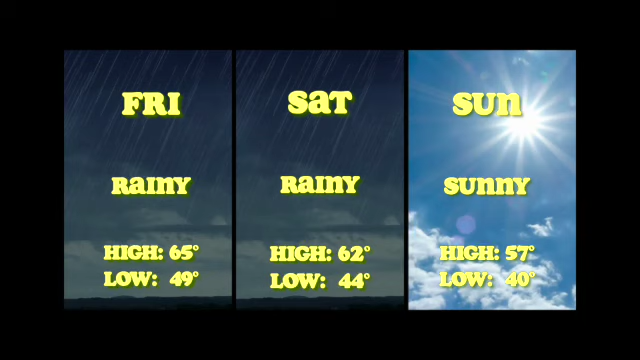 FRI
RAINY
HIGH: 65°
LOW: 49°
SAT
RAINY
HIGH: 62°
LOW: 44°
SUN
SUNNY
HIGH: 57°
LOW: 40°